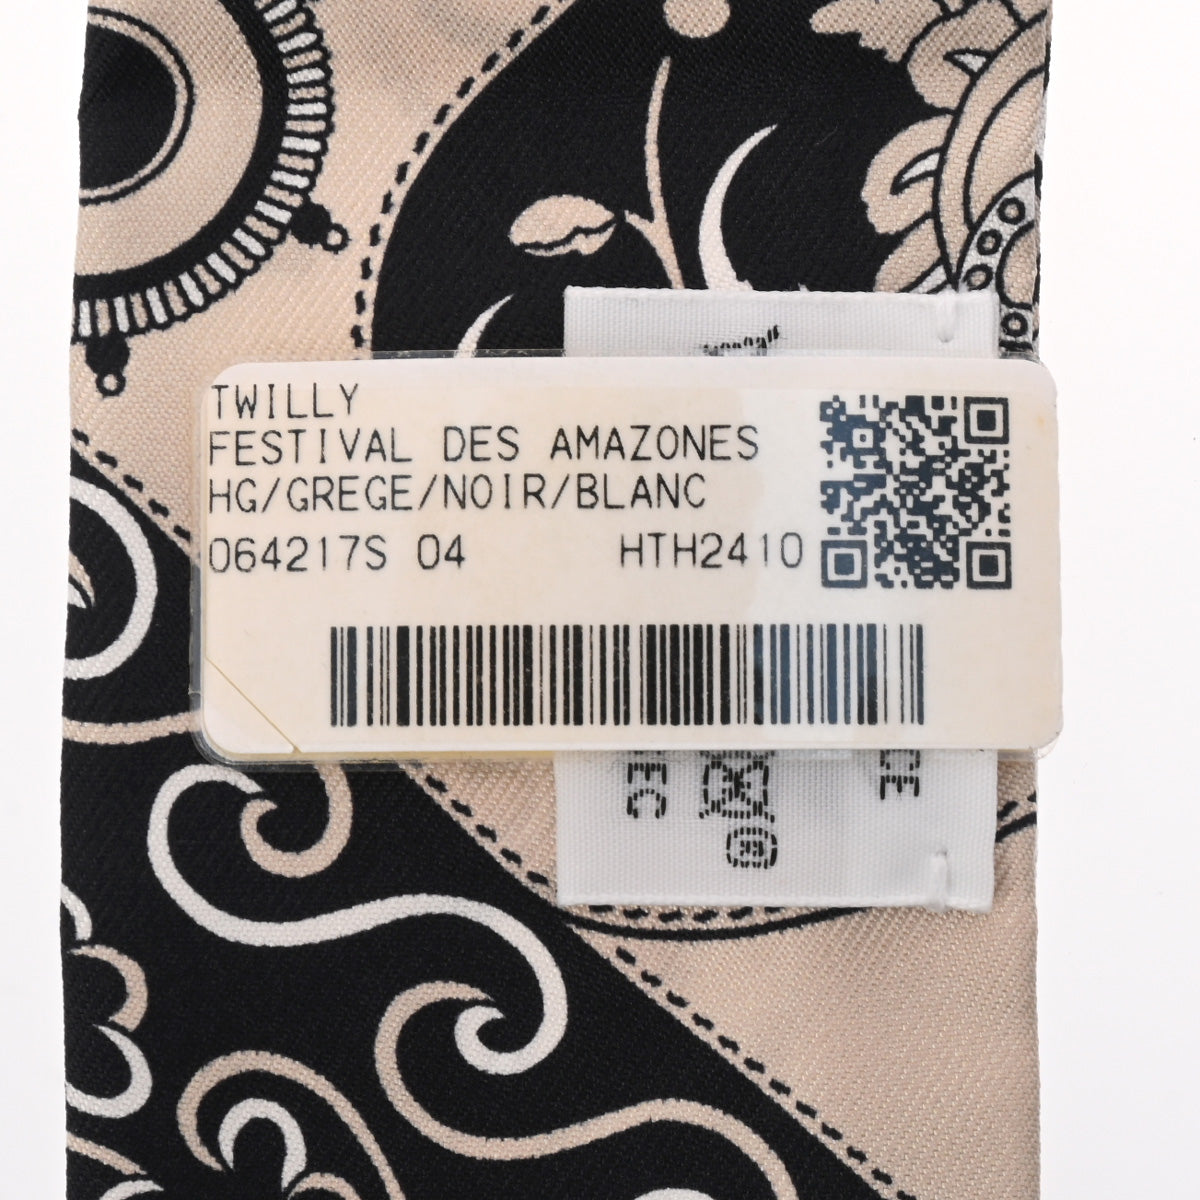 TWILLY
FESTIVAL DES AMAZONES
HG/GREGE/NOIR/BLANC
064217S 04 HTH2410